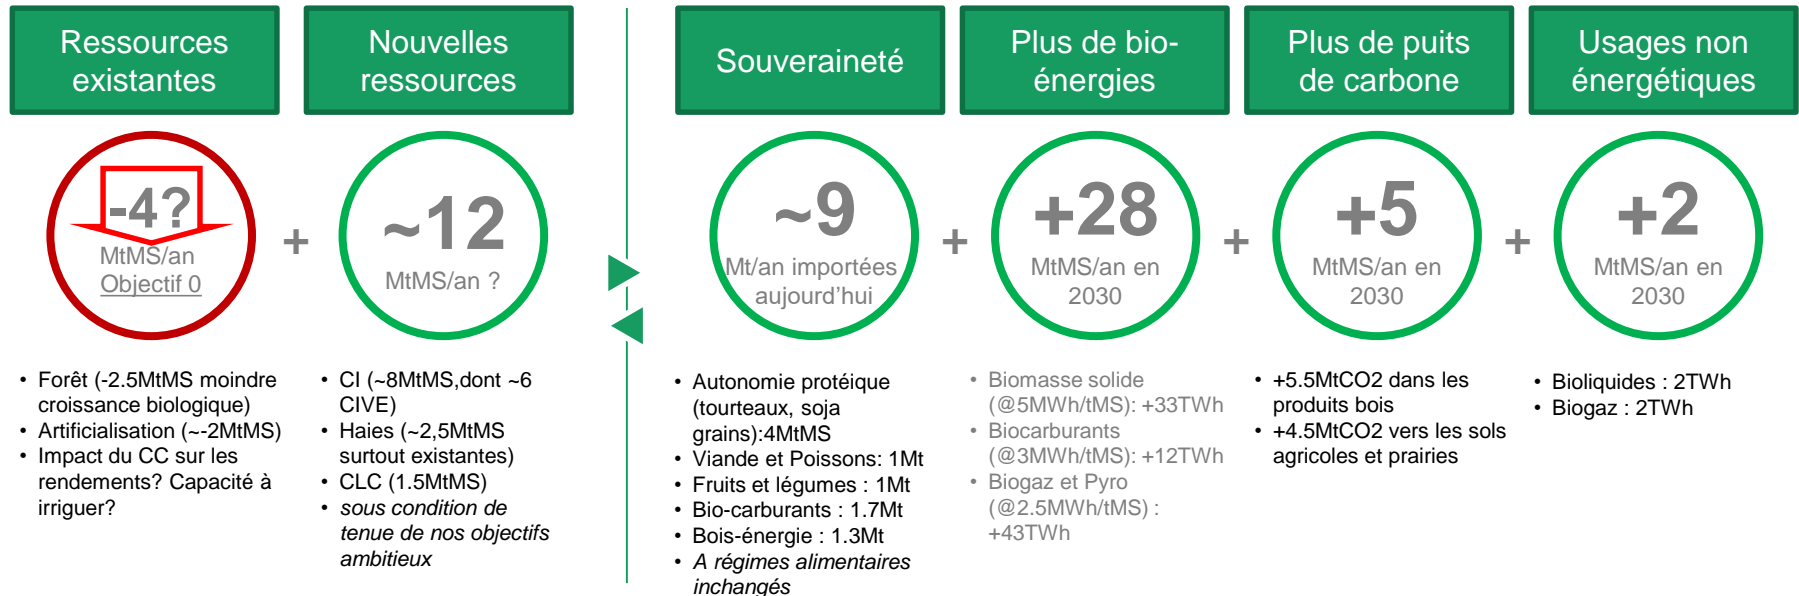 Ressources
existantes
Nouvelles
ressources
Souveraineté
Plus de bio-
énergies
Plus de puits
de carbone
Usages non
énergétiques
-4?
MtMS/an
Objectif 0
+
~12
MtMS/an ?
~9
Mt/an importées
aujourd'hui
+
+28
MtMS/an en
2030
+
+5
MtMS/an en
2030
+
+2
MtMS/an en
2030
• Forêt (-2.5MtMS moindre
croissance biologique)
• Artificialisation (~-2MtMS)
• Impact du CC sur les
rendements? Capacité à
irriguer?
• CI (~8MtMS,dont ~6
CIVE)
• Haies (~2,5MtMS
surtout existantes)
• CLC (1.5MtMS)
• sous condition de
tenue de nos objectifs
ambitieux
• Autonomie protéique
(tourteaux, soja
grains):4MtMS
• Viande et Poissons: 1Mt
• Fruits et légumes : 1Mt
• Bio-carburants : 1.7Mt
• Bois-énergie : 1.3Mt
• A régimes alimentaires
inchangés
• Biomasse solide
(@5MWh/tMS): +33TWh
• Biocarburants
(@3MWh/tMS): +12TWh
• Biogaz et Pyro
(@2.5MWh/tMS) :
+43TWh
• +5.5MtCO2 dans les
produits bois
• +4.5MtCO2 vers les sols
agricoles et prairies
• Bioliquides : 2TWh
• Biogaz : 2TWh